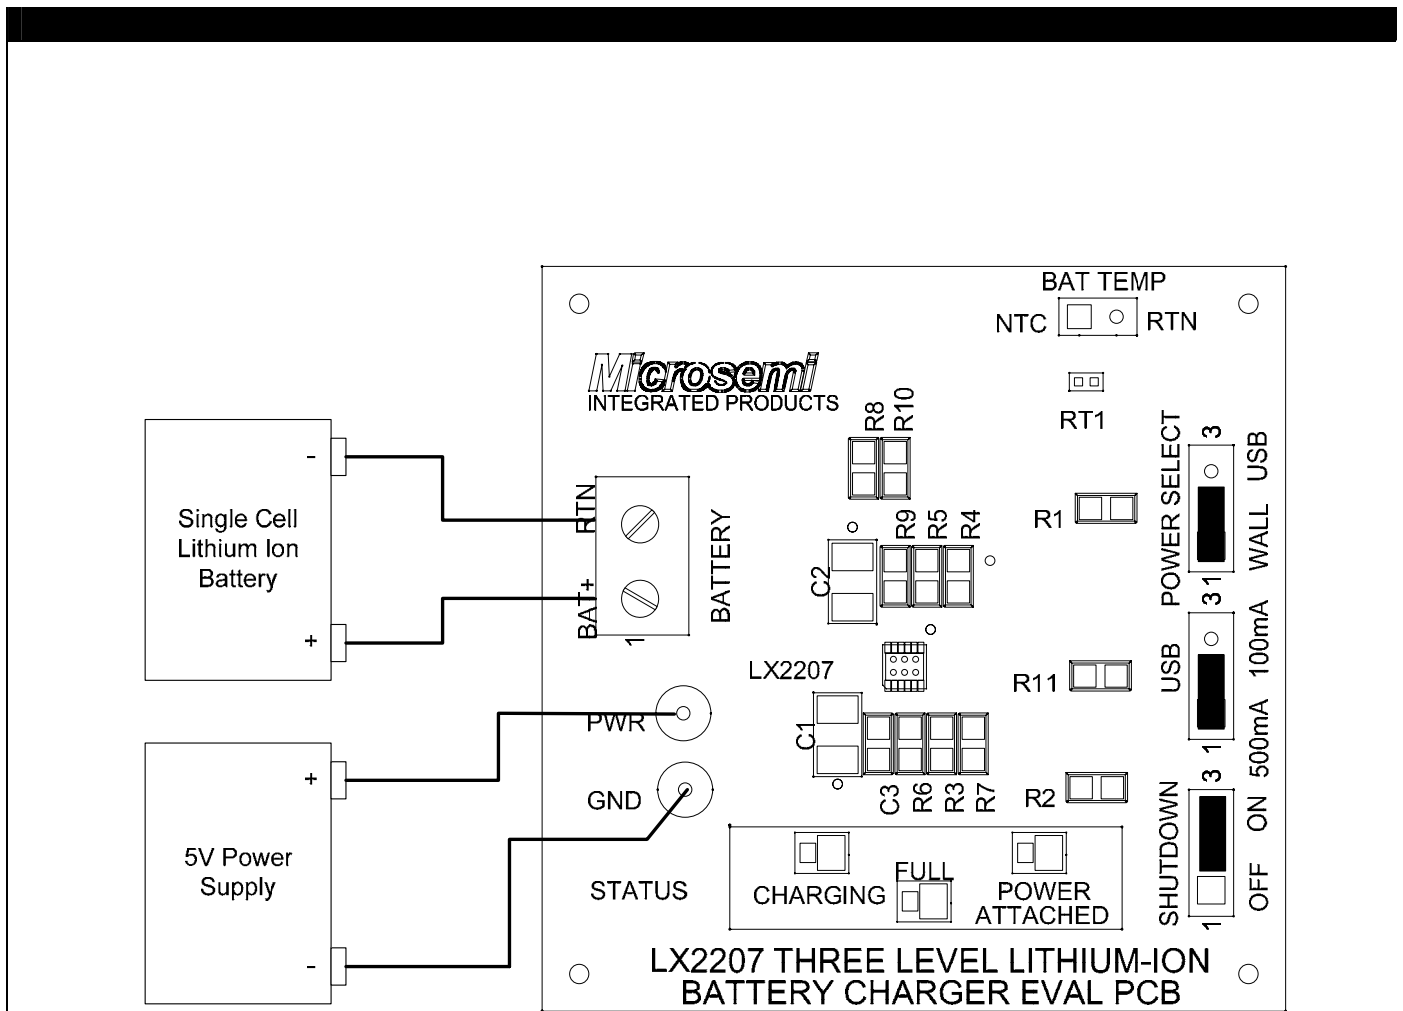 BAT TEMP
NTC
RTN
Microsemi
INTEGRATED PRODUCTS
RT1
R8
R10
POWER SELECT
3
1
USB
WALL
R1
-
Single Cell
Lithium Ion
Battery
+
RTN
BAT+
1
BATTERY
R9
R5
R4
C2
LX2207
R11
USB
3
1
100mA
500mA
PWR
GND
C1
C3
R6
R3
R7
R2
SHUTDOWN
3
1
ON
OFF
+
5V Power
Supply
-
STATUS
CHARGING
FULL
POWER
ATTACHED
LX2207 THREE LEVEL LITHIUM-ION
BATTERY CHARGER EVAL PCB